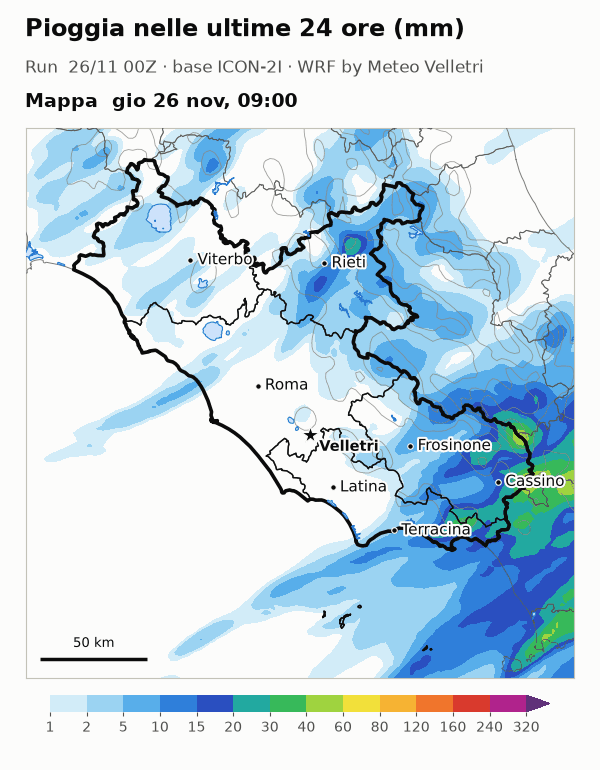 Pioggia nelle ultime 24 ore (mm)
Run  26/11 00Z · base ICON-2I · WRF by Meteo Velletri
Mappa  gio 26 nov, 09:00
Viterbo
Rieti
Roma
Velletri
Frosinone
Latina
Cassino
Terracina
50 km
1 2 5 10 15 20 30 40 60 80 120 160 240 320